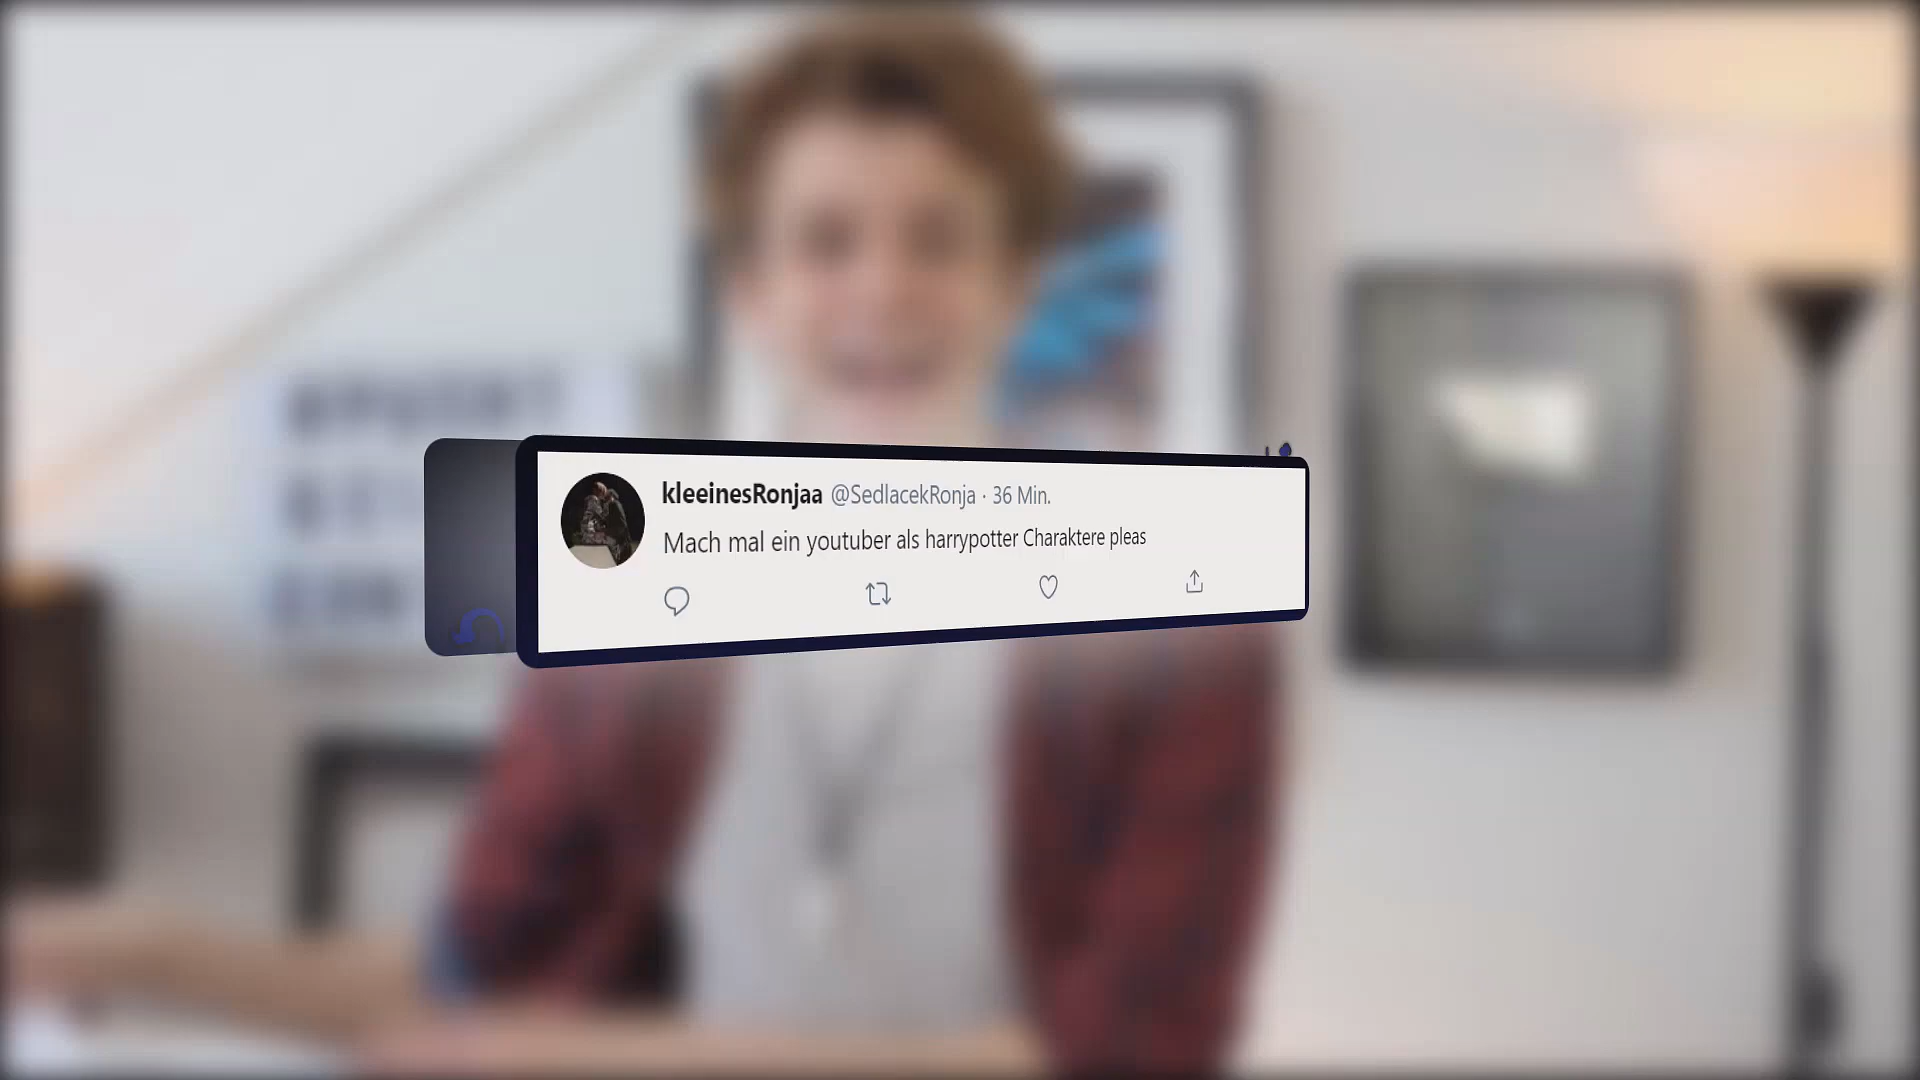 kleeinesRonjaa @SedlacekRonja · 36 Min.
Mach mal ein youtuber als harrypotter Charaktere pleas